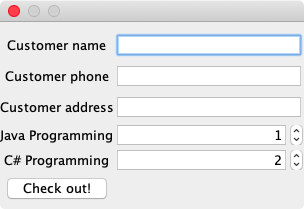 Customer name
Customer phone
Customer address
Java Programming 1
C# Programming 2
Check out!